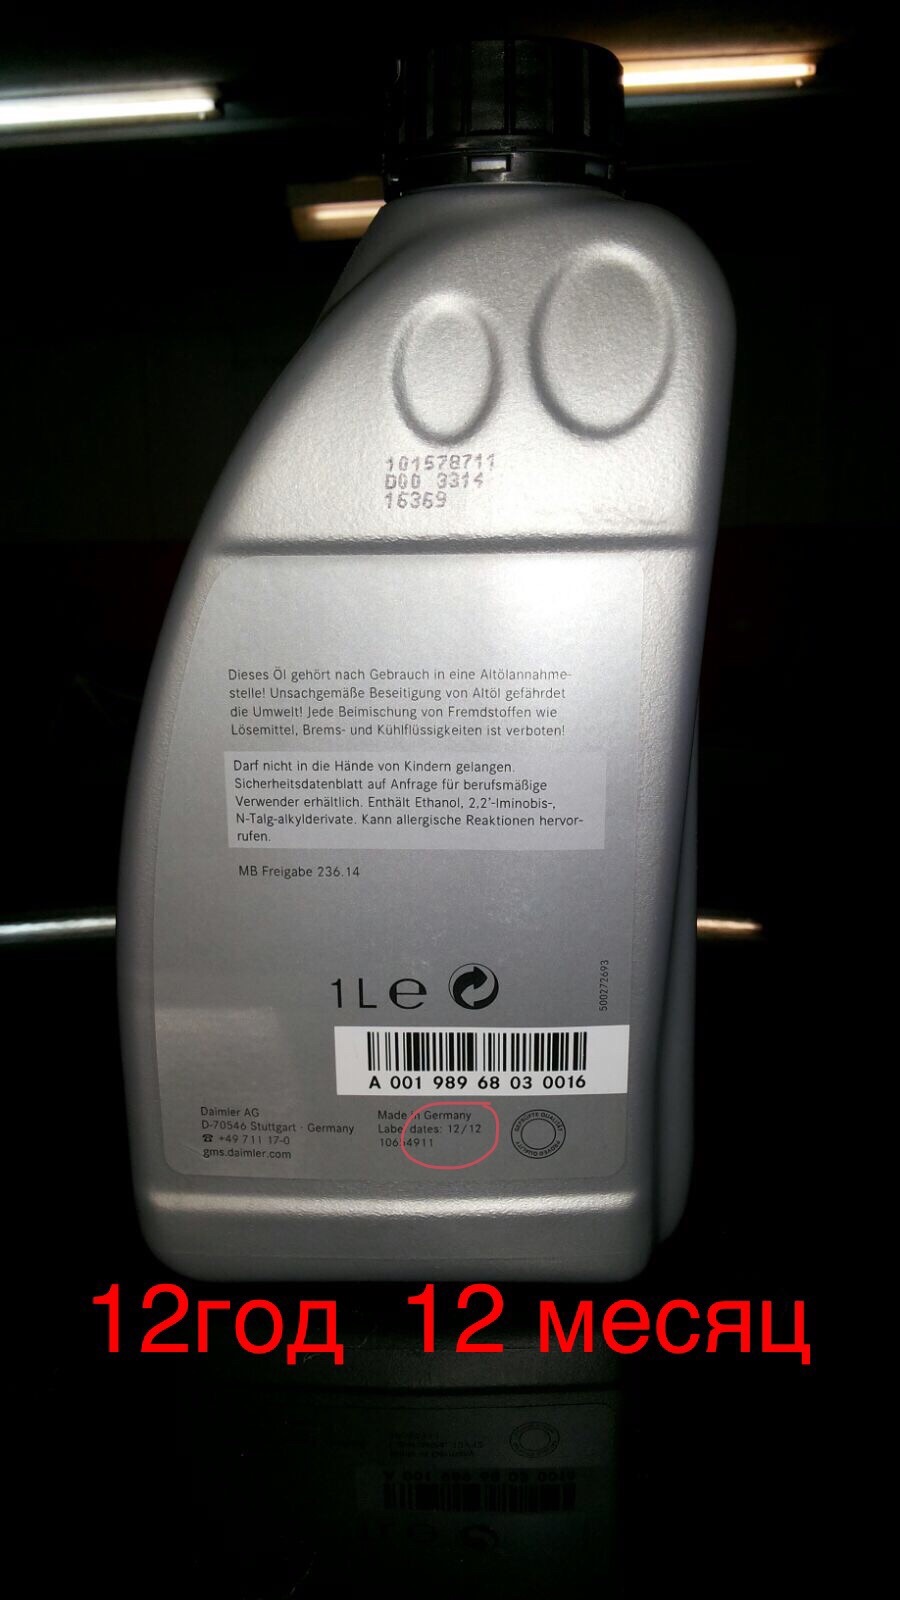 101578711
D00 3314
16369
Dieses Öl gehört nach Gebrauch in eine Altölannahme-
stelle! Unsachgemäße Beseitigung von Altöl gefährdet
die Umwelt! Jede Beimischung von Fremdstoffen wie
Lösemittel, Brems- und Kühlflüssigkeiten ist verboten!
Darf nicht in die Hände von Kindern gelangen.
Sicherheitsdatenblatt auf Anfrage für berufsmäßige
Verwender erhältlich. Enthält Ethanol, 2,2'-Iminobis-,
N-Talg-alkylderivate. Kann allergische Reaktionen hervor-
rufen.
MB Freigabe 236.14
1L e
500272693
A 001 989 68 03 0016
Daimler AG
D-70546 Stuttgart · Germany
☎ +49 711 17-0
gms.daimler.com
Made in Germany
Label dates: 12/12
GEPRÜFTE QUALITÄT
PROVED QUALITY
12год 12 месяц